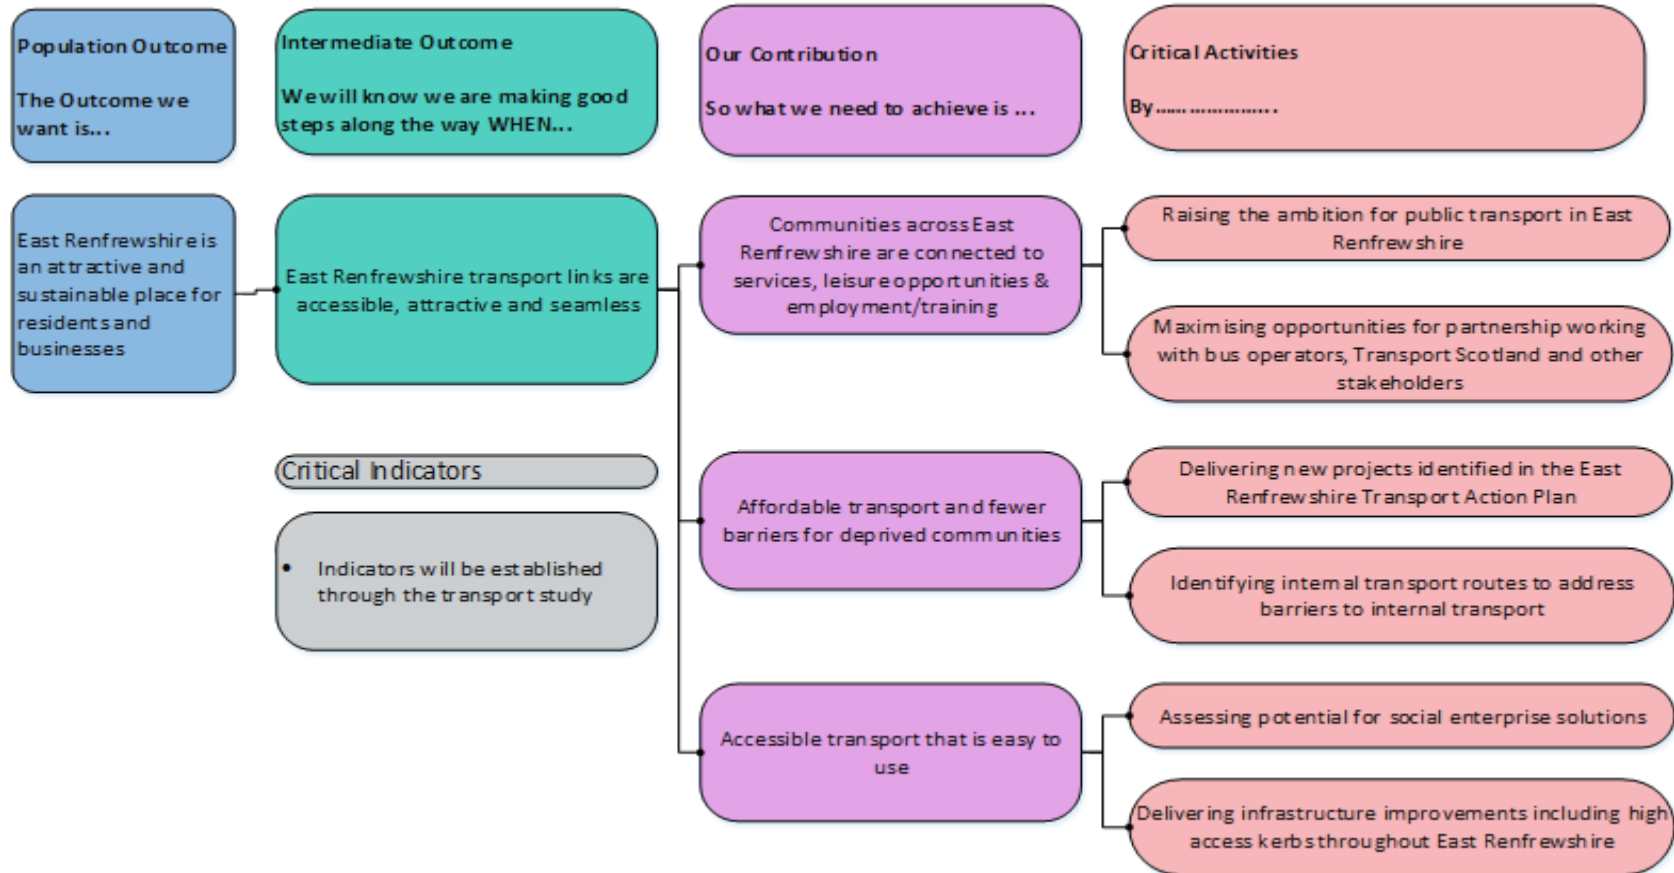 Population Outcome
The Outcome we
want is...
Intermediate Outcome
We will know we are making good
steps along the way WHEN...
Our Contribution
So what we need to achieve is ...
Critical Activities
By......................
East Renfrewshire is
an attractive and
sustainable place for
residents and
businesses
East Renfrewshire transport links are
accessible, attractive and seamless
Critical Indicators
• Indicators will be established
through the transport study
Communities across East
Renfrewshire are connected to
services, leisure opportunities &
employment/training
Raising the ambition for public transport in East
Renfrewshire
Maximising opportunities for partnership working
with bus operators, Transport Scotland and other
stakeholders
Affordable transport and fewer
barriers for deprived communities
Delivering new projects identified in the East
Renfrewshire Transport Action Plan
Identifying internal transport routes to address
barriers to internal transport
Accessible transport that is easy to
use
Assessing potential for social enterprise solutions
Delivering infrastructure improvements including high
access kerbs throughout East Renfrewshire